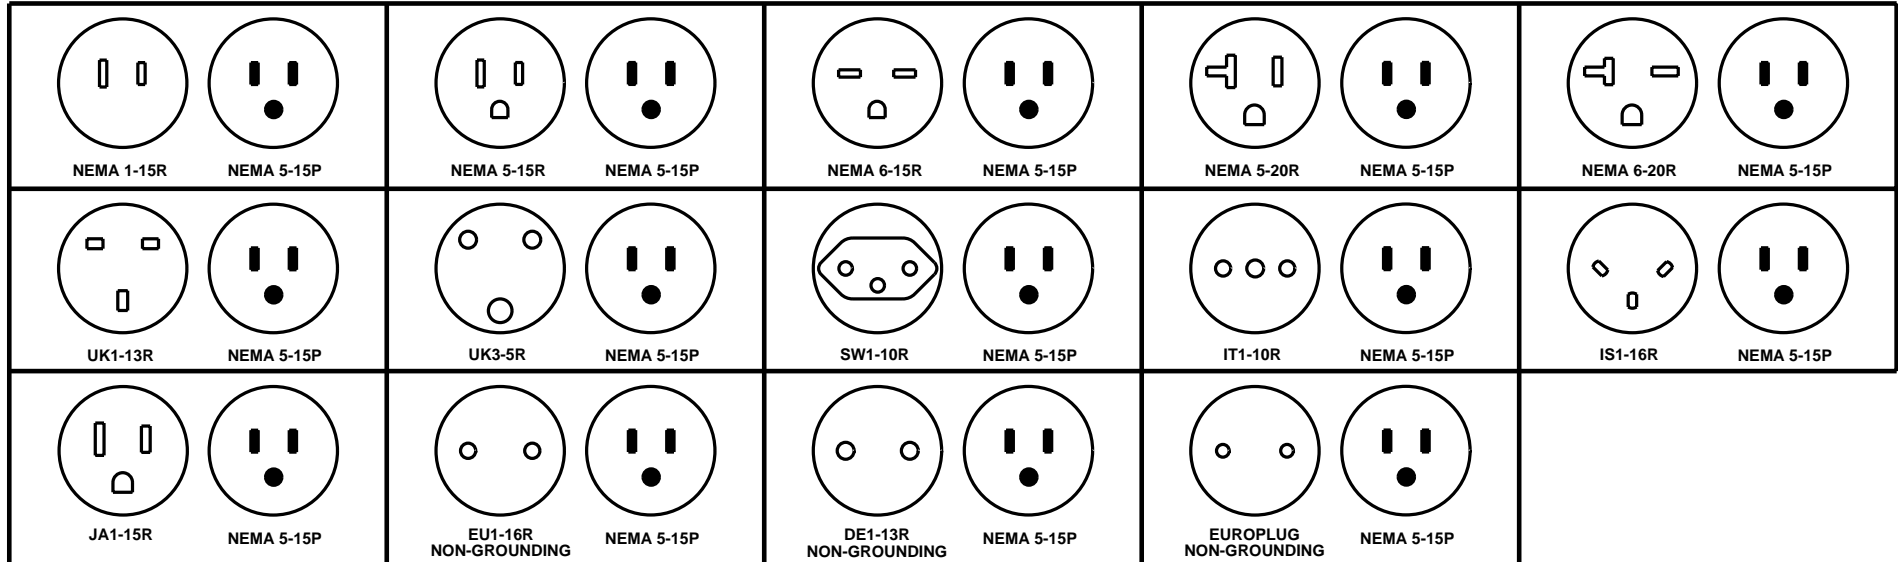 NEMA 1-15R NEMA 5-15P NEMA 5-15R NEMA 5-15P NEMA 6-15R NEMA 5-15P NEMA 5-20R NEMA 5-15P NEMA 6-20R NEMA 5-15P
UK1-13R NEMA 5-15P UK3-5R NEMA 5-15P SW1-10R NEMA 5-15P IT1-10R NEMA 5-15P IS1-16R NEMA 5-15P
JA1-15R NEMA 5-15P EU1-16R NEMA 5-15P DE1-13R NEMA 5-15P EUROPLUG NEMA 5-15P
NON-GROUNDING NON-GROUNDING NON-GROUNDING